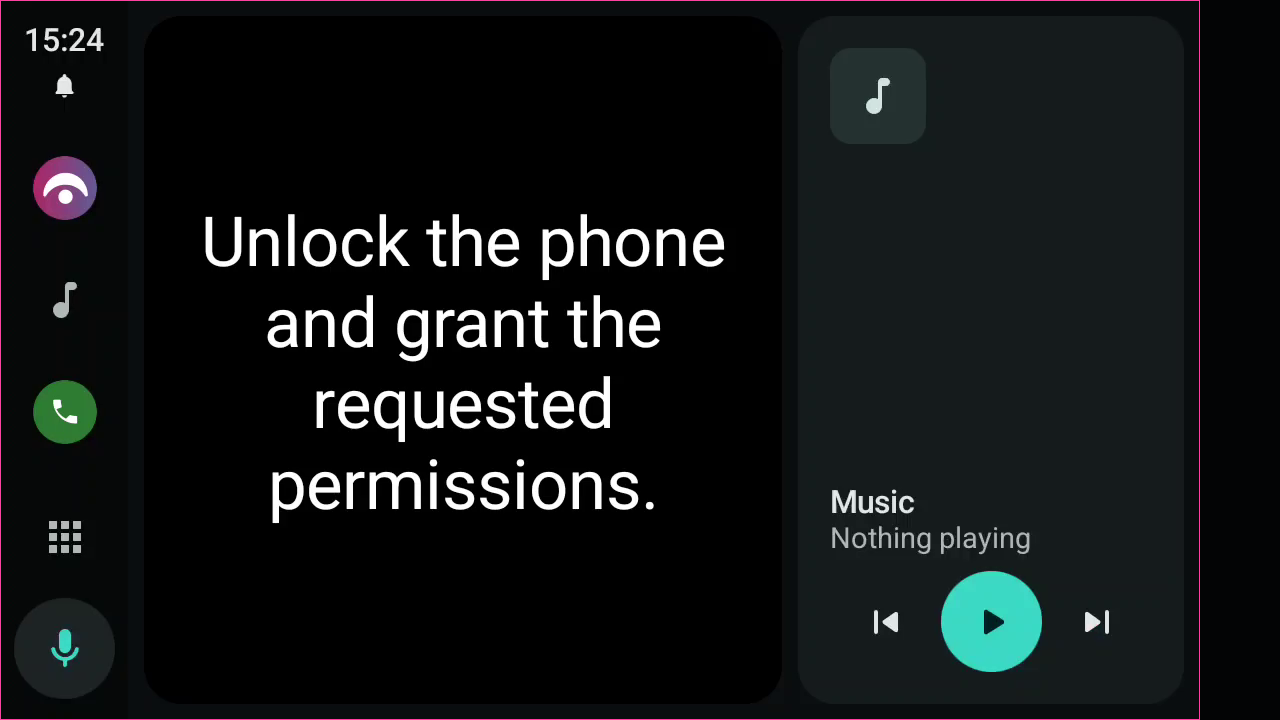 15:24
Unlock the phone
and grant the
requested
permissions.
Music
Nothing playing